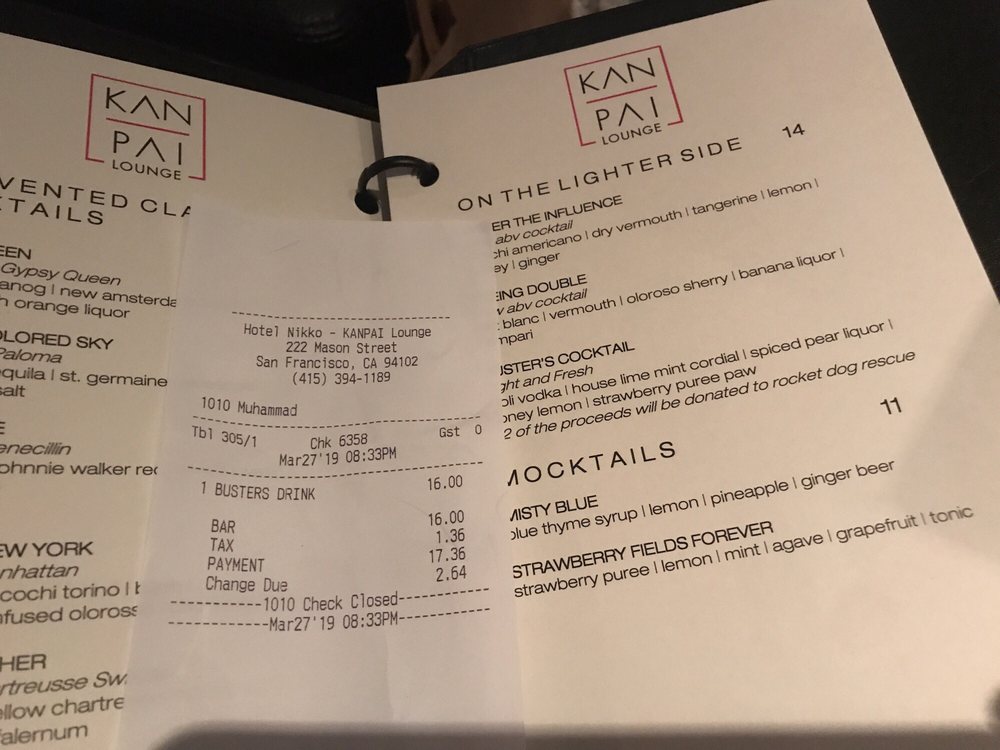 KAN
PAI
LOUNGE
VENTED CLA
TAILS
EEN
Gypsy Queen
anog | new amsterda
h orange liquor
OLORED SKY
Paloma
quila | st. germaine
salt
E
enecillin
ohnnie walker red
EW YORK
nhattan
cochi torino | b
nfused oloross
HER
rtreusse Sw
ellow chartre
falernum
Hotel Nikko - KANPAI Lounge
222 Mason Street
San Francisco, CA 94102
(415) 394-1189
1010 Muhammad
Tbl 305/1 Chk 6358 Gst 0
Mar27'19 08:33PM
1 BUSTERS DRINK 16.00
BAR 16.00
TAX 1.36
PAYMENT 17.36
Change Due 2.64
----------1010 Check Closed----------
-----------Mar27'19 08:33PM----------
KAN
PAI
LOUNGE
ON THE LIGHTER SIDE 14
ER THE INFLUENCE
abv cocktail
chi americano | dry vermouth | tangerine | lemon |
ey | ginger
ING DOUBLE
w abv cocktail
t blanc | vermouth | oloroso sherry | banana liquor |
mpari
USTER'S COCKTAIL
ght and Fresh
oli vodka | house lime mint cordial | spiced pear liquor |
oney lemon | strawberry puree paw
2 of the proceeds will be donated to rocket dog rescue
MOCKTAILS 11
MISTY BLUE
blue thyme syrup | lemon | pineapple | ginger beer
STRAWBERRY FIELDS FOREVER
strawberry puree | lemon | mint | agave | grapefruit | tonic